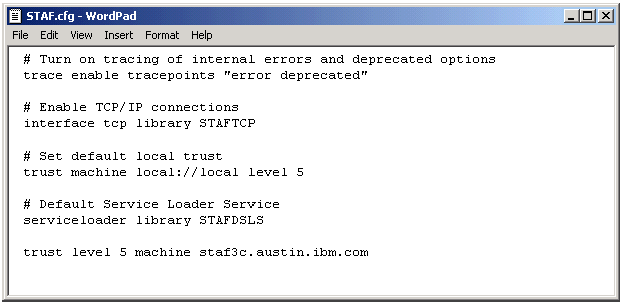 STAF.cfg - WordPad
File Edit View Insert Format Help
# Turn on tracing of internal errors and deprecated options
trace enable tracepoints "error deprecated"
# Enable TCP/IP connections
interface tcp library STAFTCP
# Set default local trust
trust machine local://local level 5
# Default Service Loader Service
serviceloader library STAFDSLS
trust level 5 machine staf3c.austin.ibm.com